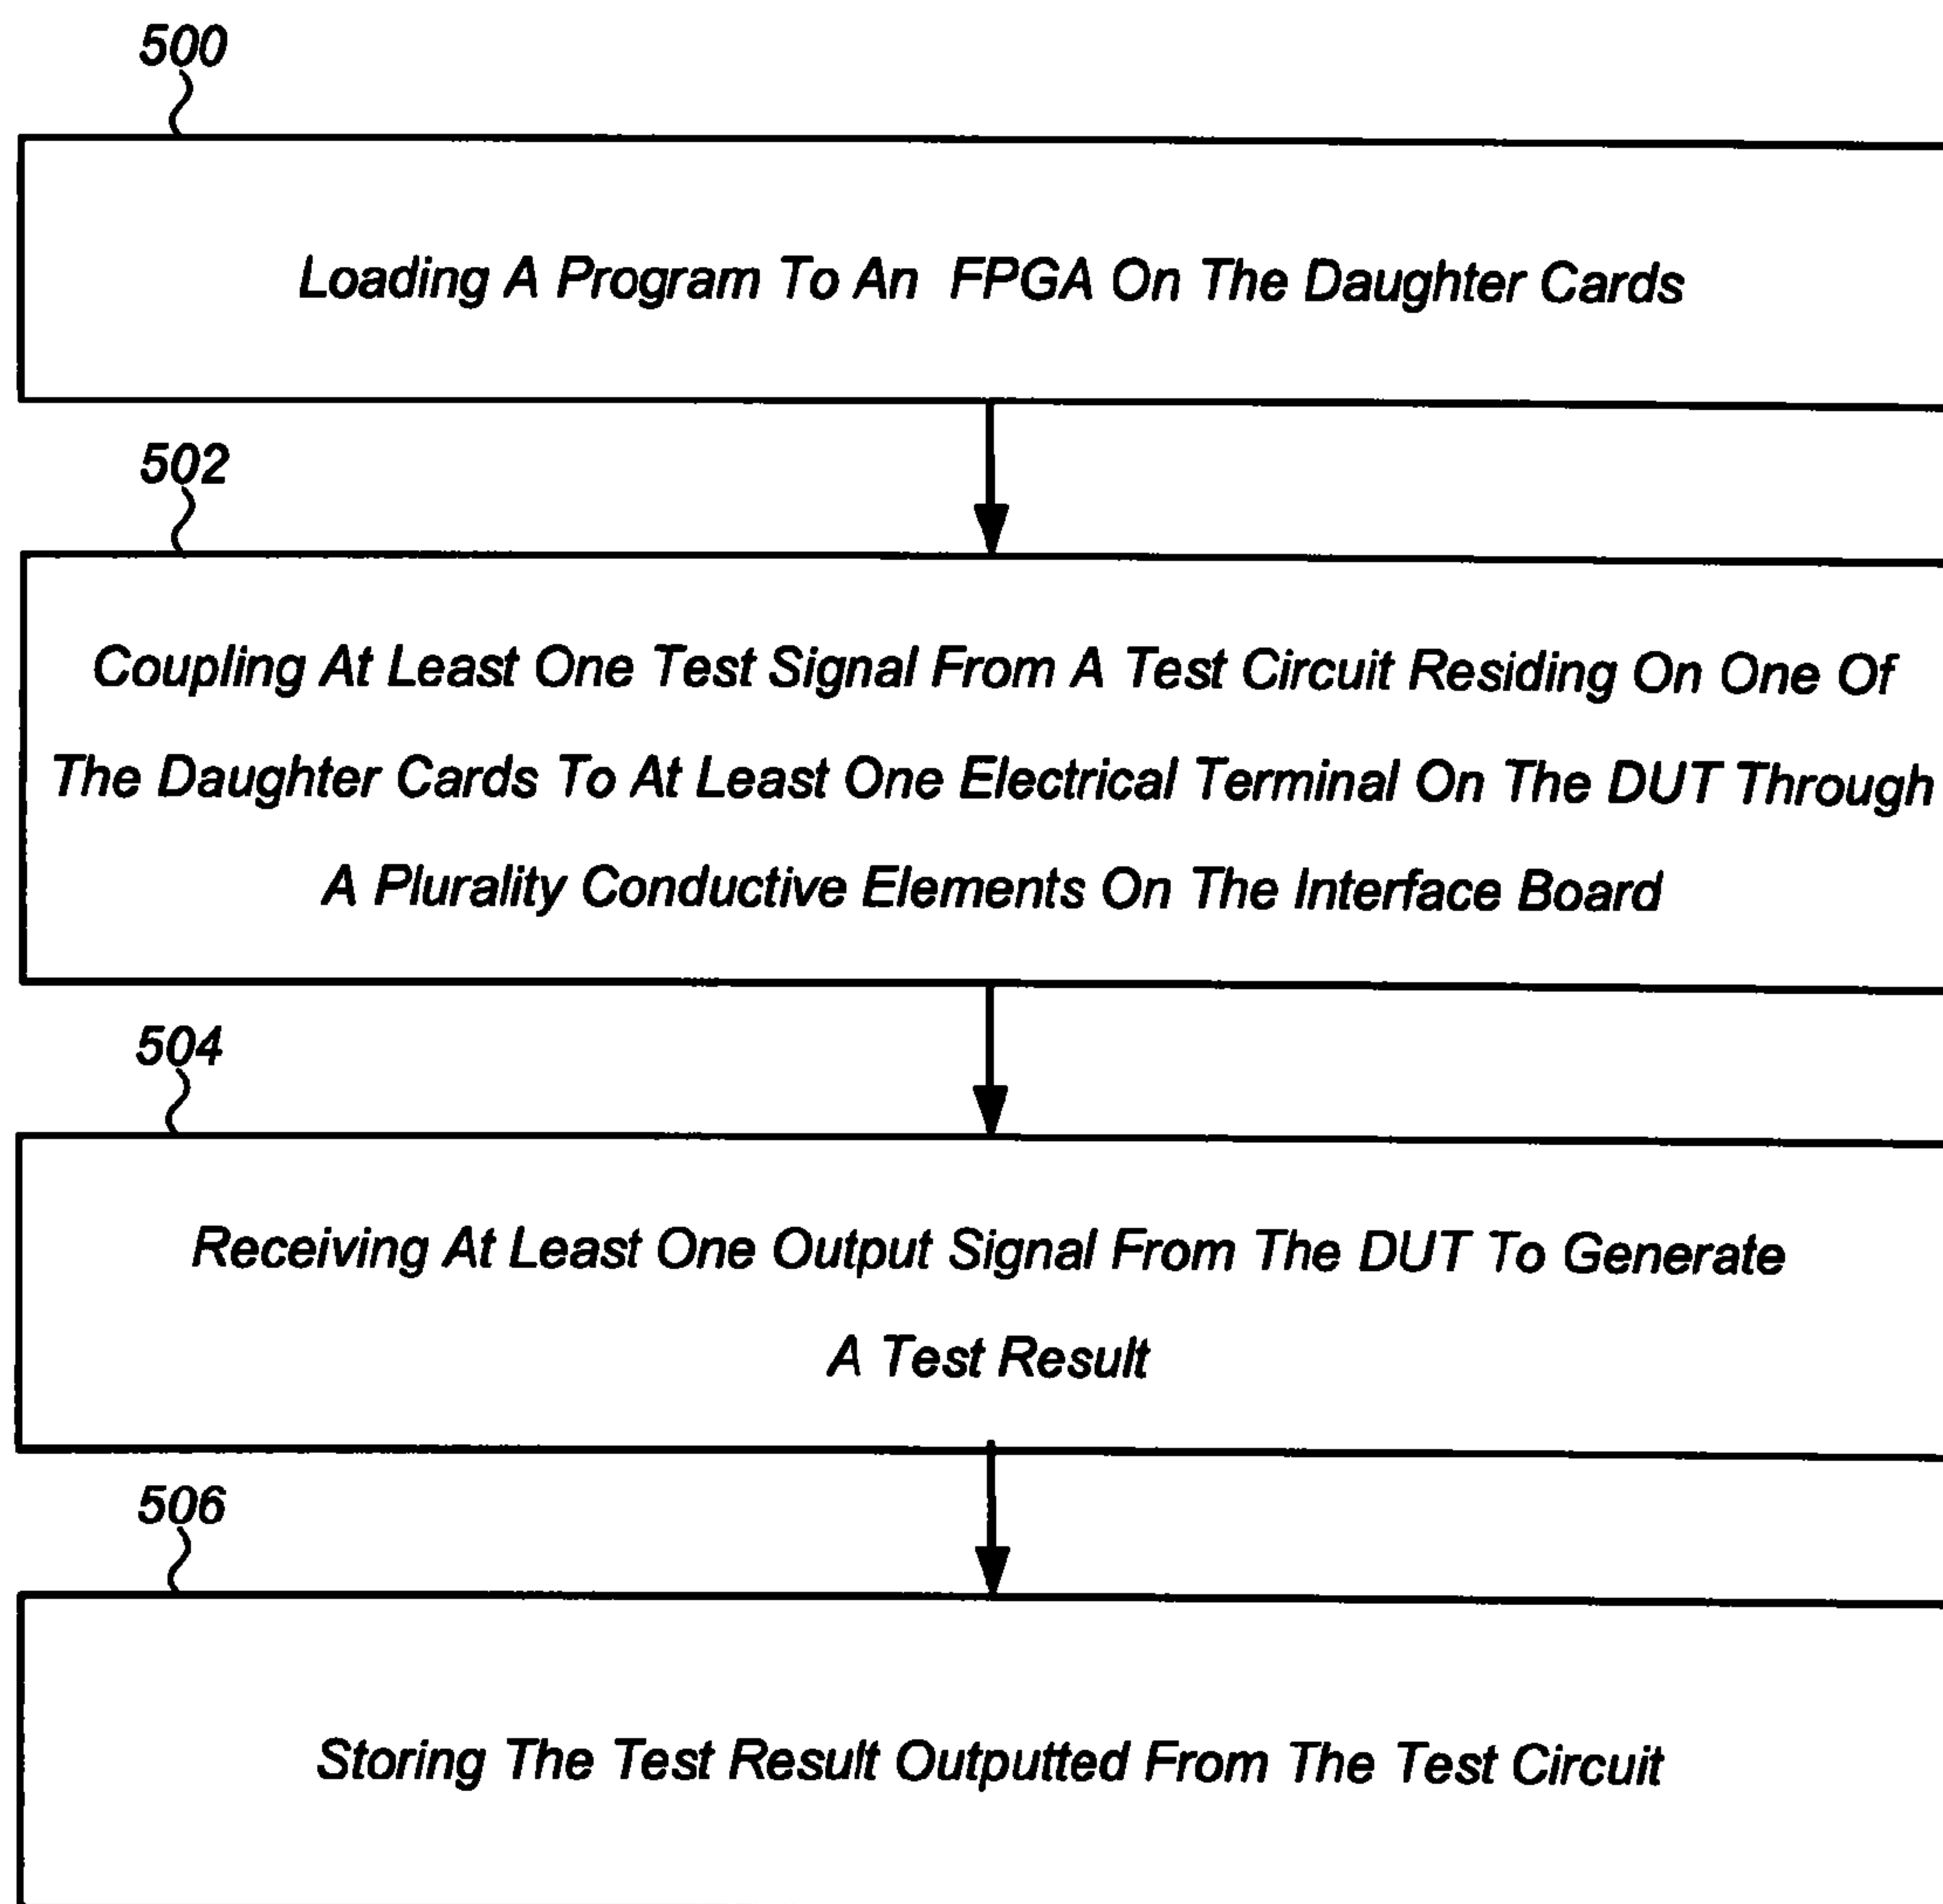 500
Loading A Program To An FPGA On The Daughter Cards
502
Coupling At Least One Test Signal From A Test Circuit Residing On One Of
The Daughter Cards To At Least One Electrical Terminal On The DUT Through
A Plurality Conductive Elements On The Interface Board
504
Receiving At Least One Output Signal From The DUT To Generate
A Test Result
506
Storing The Test Result Outputted From The Test Circuit